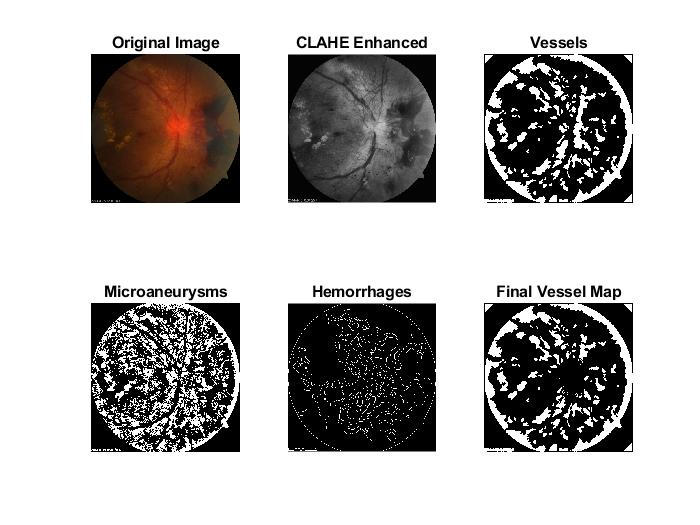 Original Image
CLAHE Enhanced
Vessels
Microaneurysms
Hemorrhages
Final Vessel Map